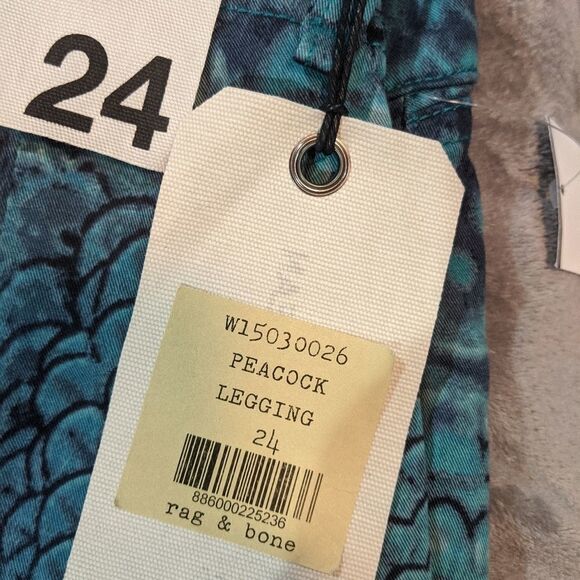 24
W15030026
PEACOCK
LEGGING
24
886000225236
rag & bone